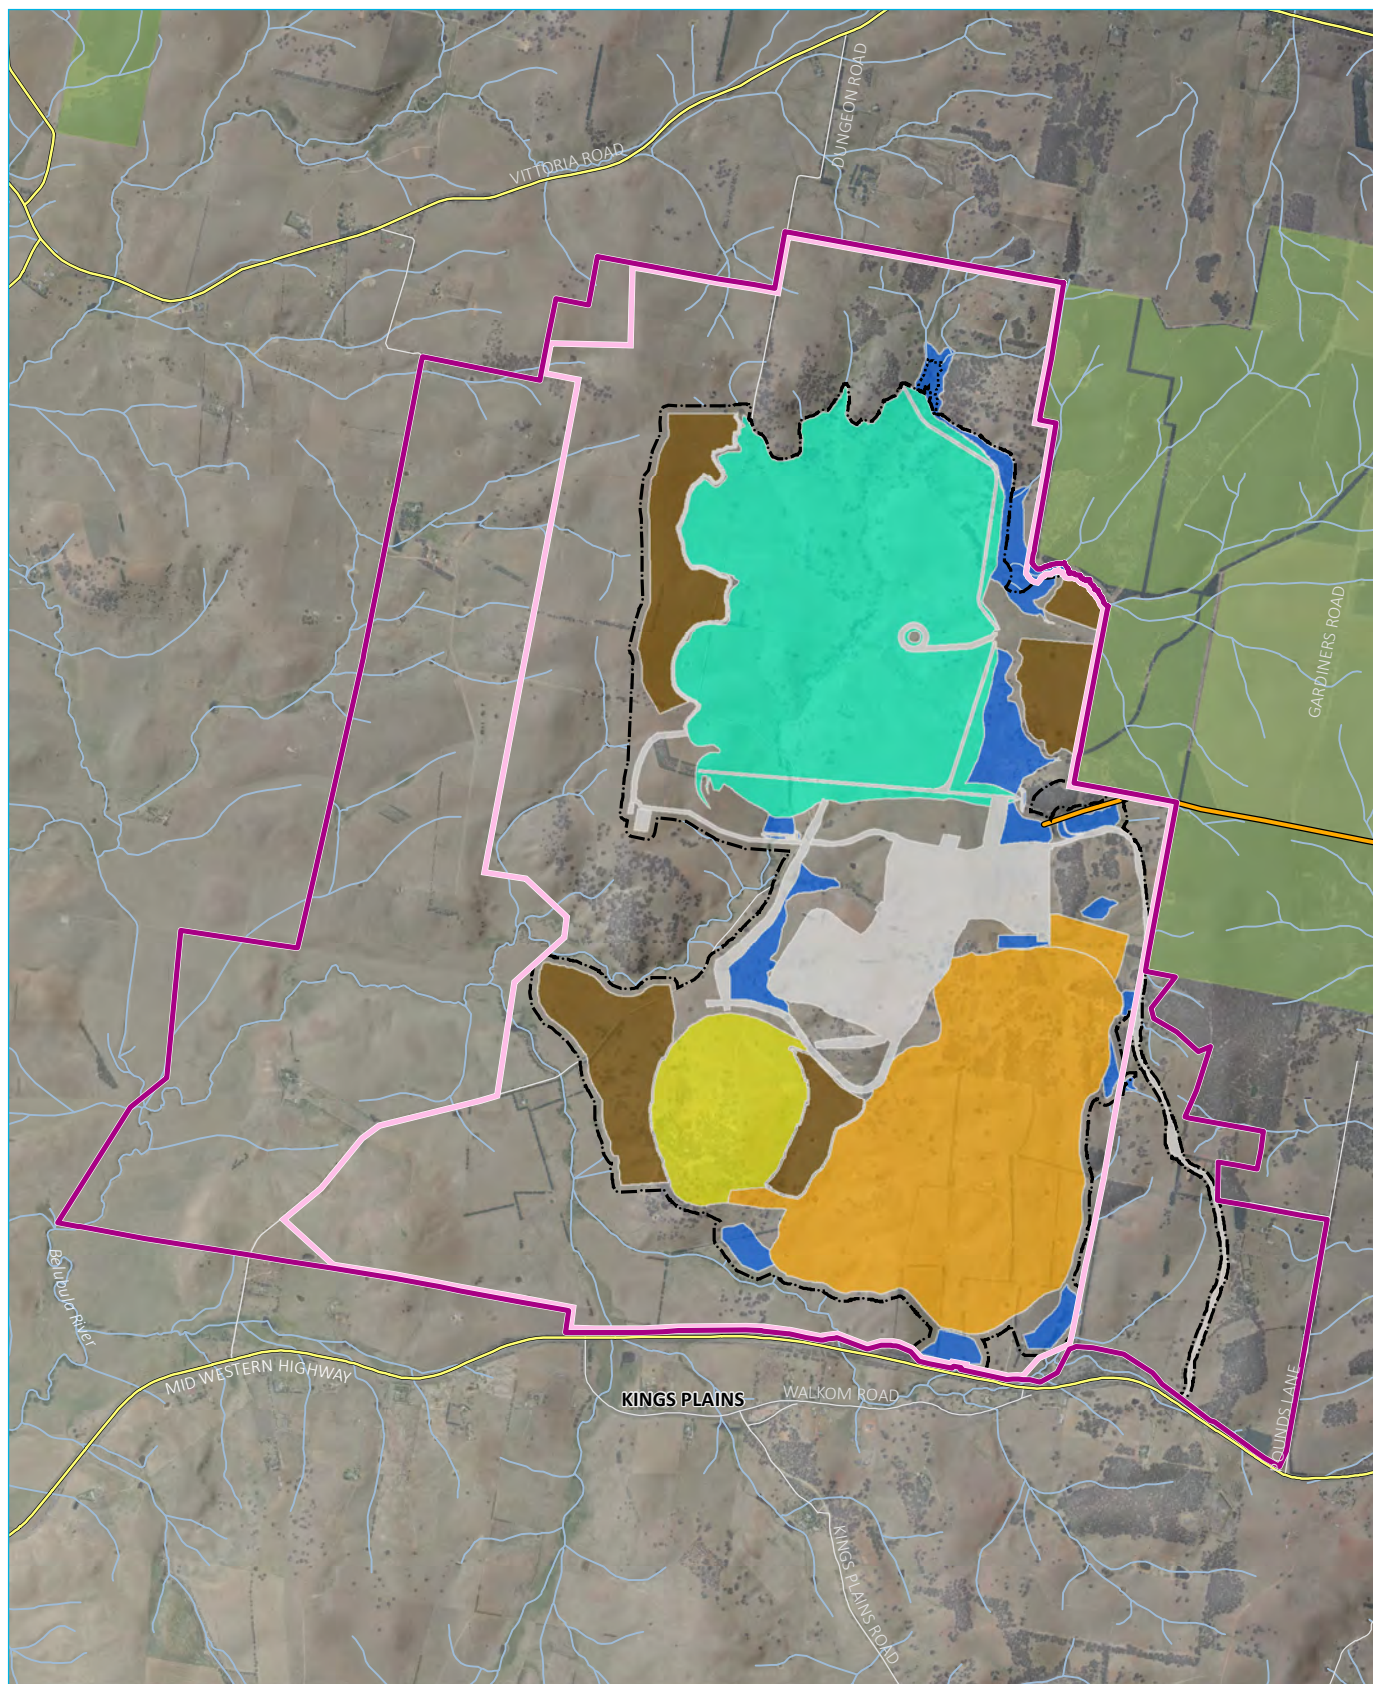 DUNGEON ROAD
VITTORIA ROAD
GARDINERS ROAD
Belubula River
MID WESTERN HIGHWAY
KINGS PLAINS
WALKOM ROAD
POUNDS LANE
KINGS PLAINS ROAD